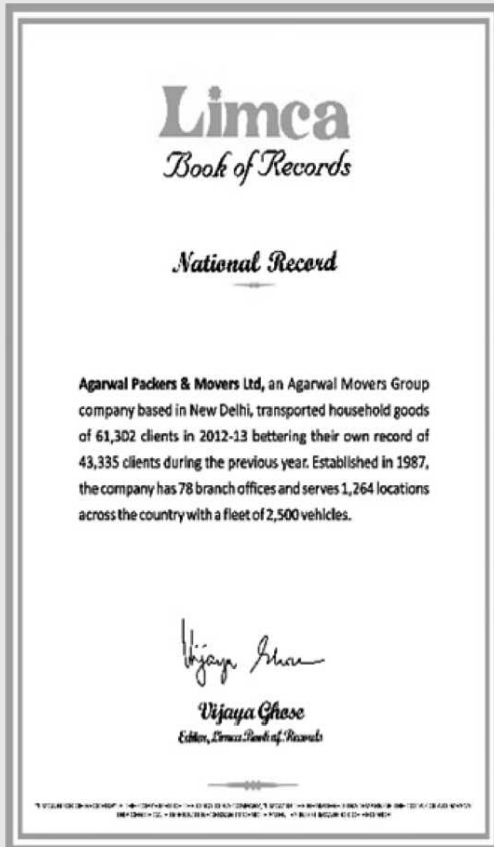 Limca
Book of Records
National Record
Agarwal Packers & Movers Ltd, an Agarwal Movers Group
company based in New Delhi, transported household goods
of 61,302 clients in 2012-13 bettering their own record of
43,335 clients during the previous year. Established in 1987,
the company has 78 branch offices and serves 1,264 locations
across the country with a fleet of 2,500 vehicles.
Vijaya Ghose
Vijaya Ghose
Editor, Limca Book of Records